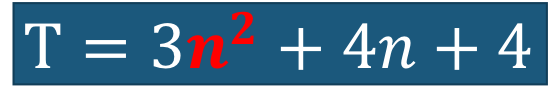 T = 3n² + 4n + 4